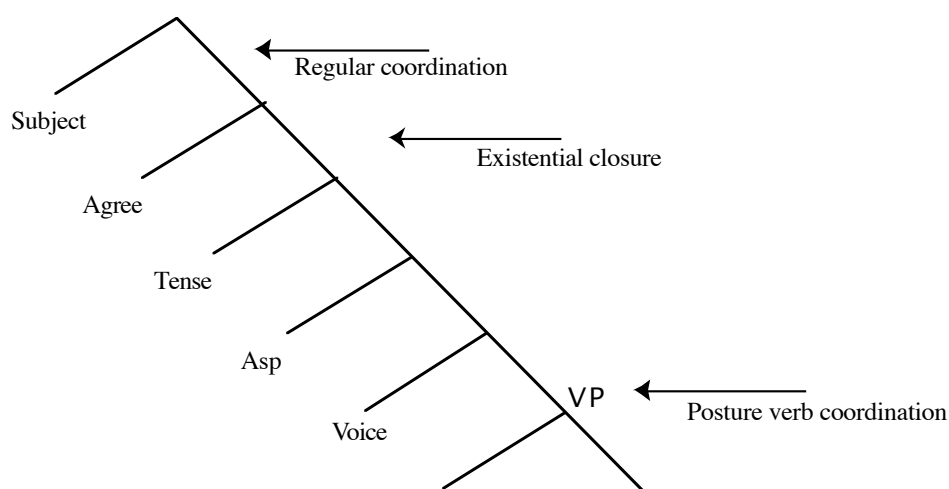 Regular coordination
Subject
Existential closure
Agree
Tense
Asp
VP
Posture verb coordination
Voice